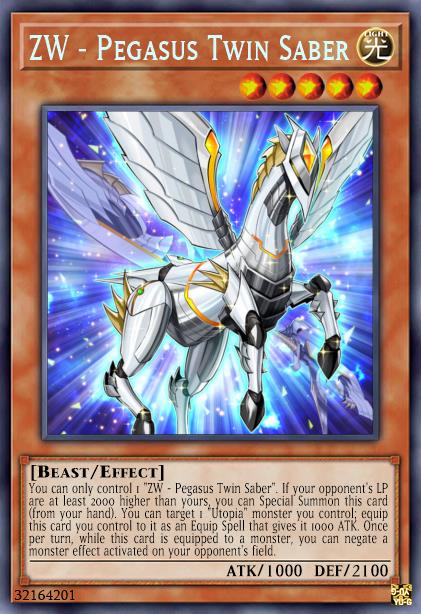 ZW - Pegasus Twin Saber
LIGHT
光
[Beast/Effect]
You can only control 1 "ZW - Pegasus Twin Saber". If your opponent's LP
are at least 2000 higher than yours, you can Special Summon this card
(from your hand). You can target 1 "Utopia" monster you control; equip
this card you control to it as an Equip Spell that gives it 1000 ATK. Once
per turn, while this card is equipped to a monster, you can negate a
monster effect activated on your opponent's field.
ATK/1000 DEF/2100
32164201